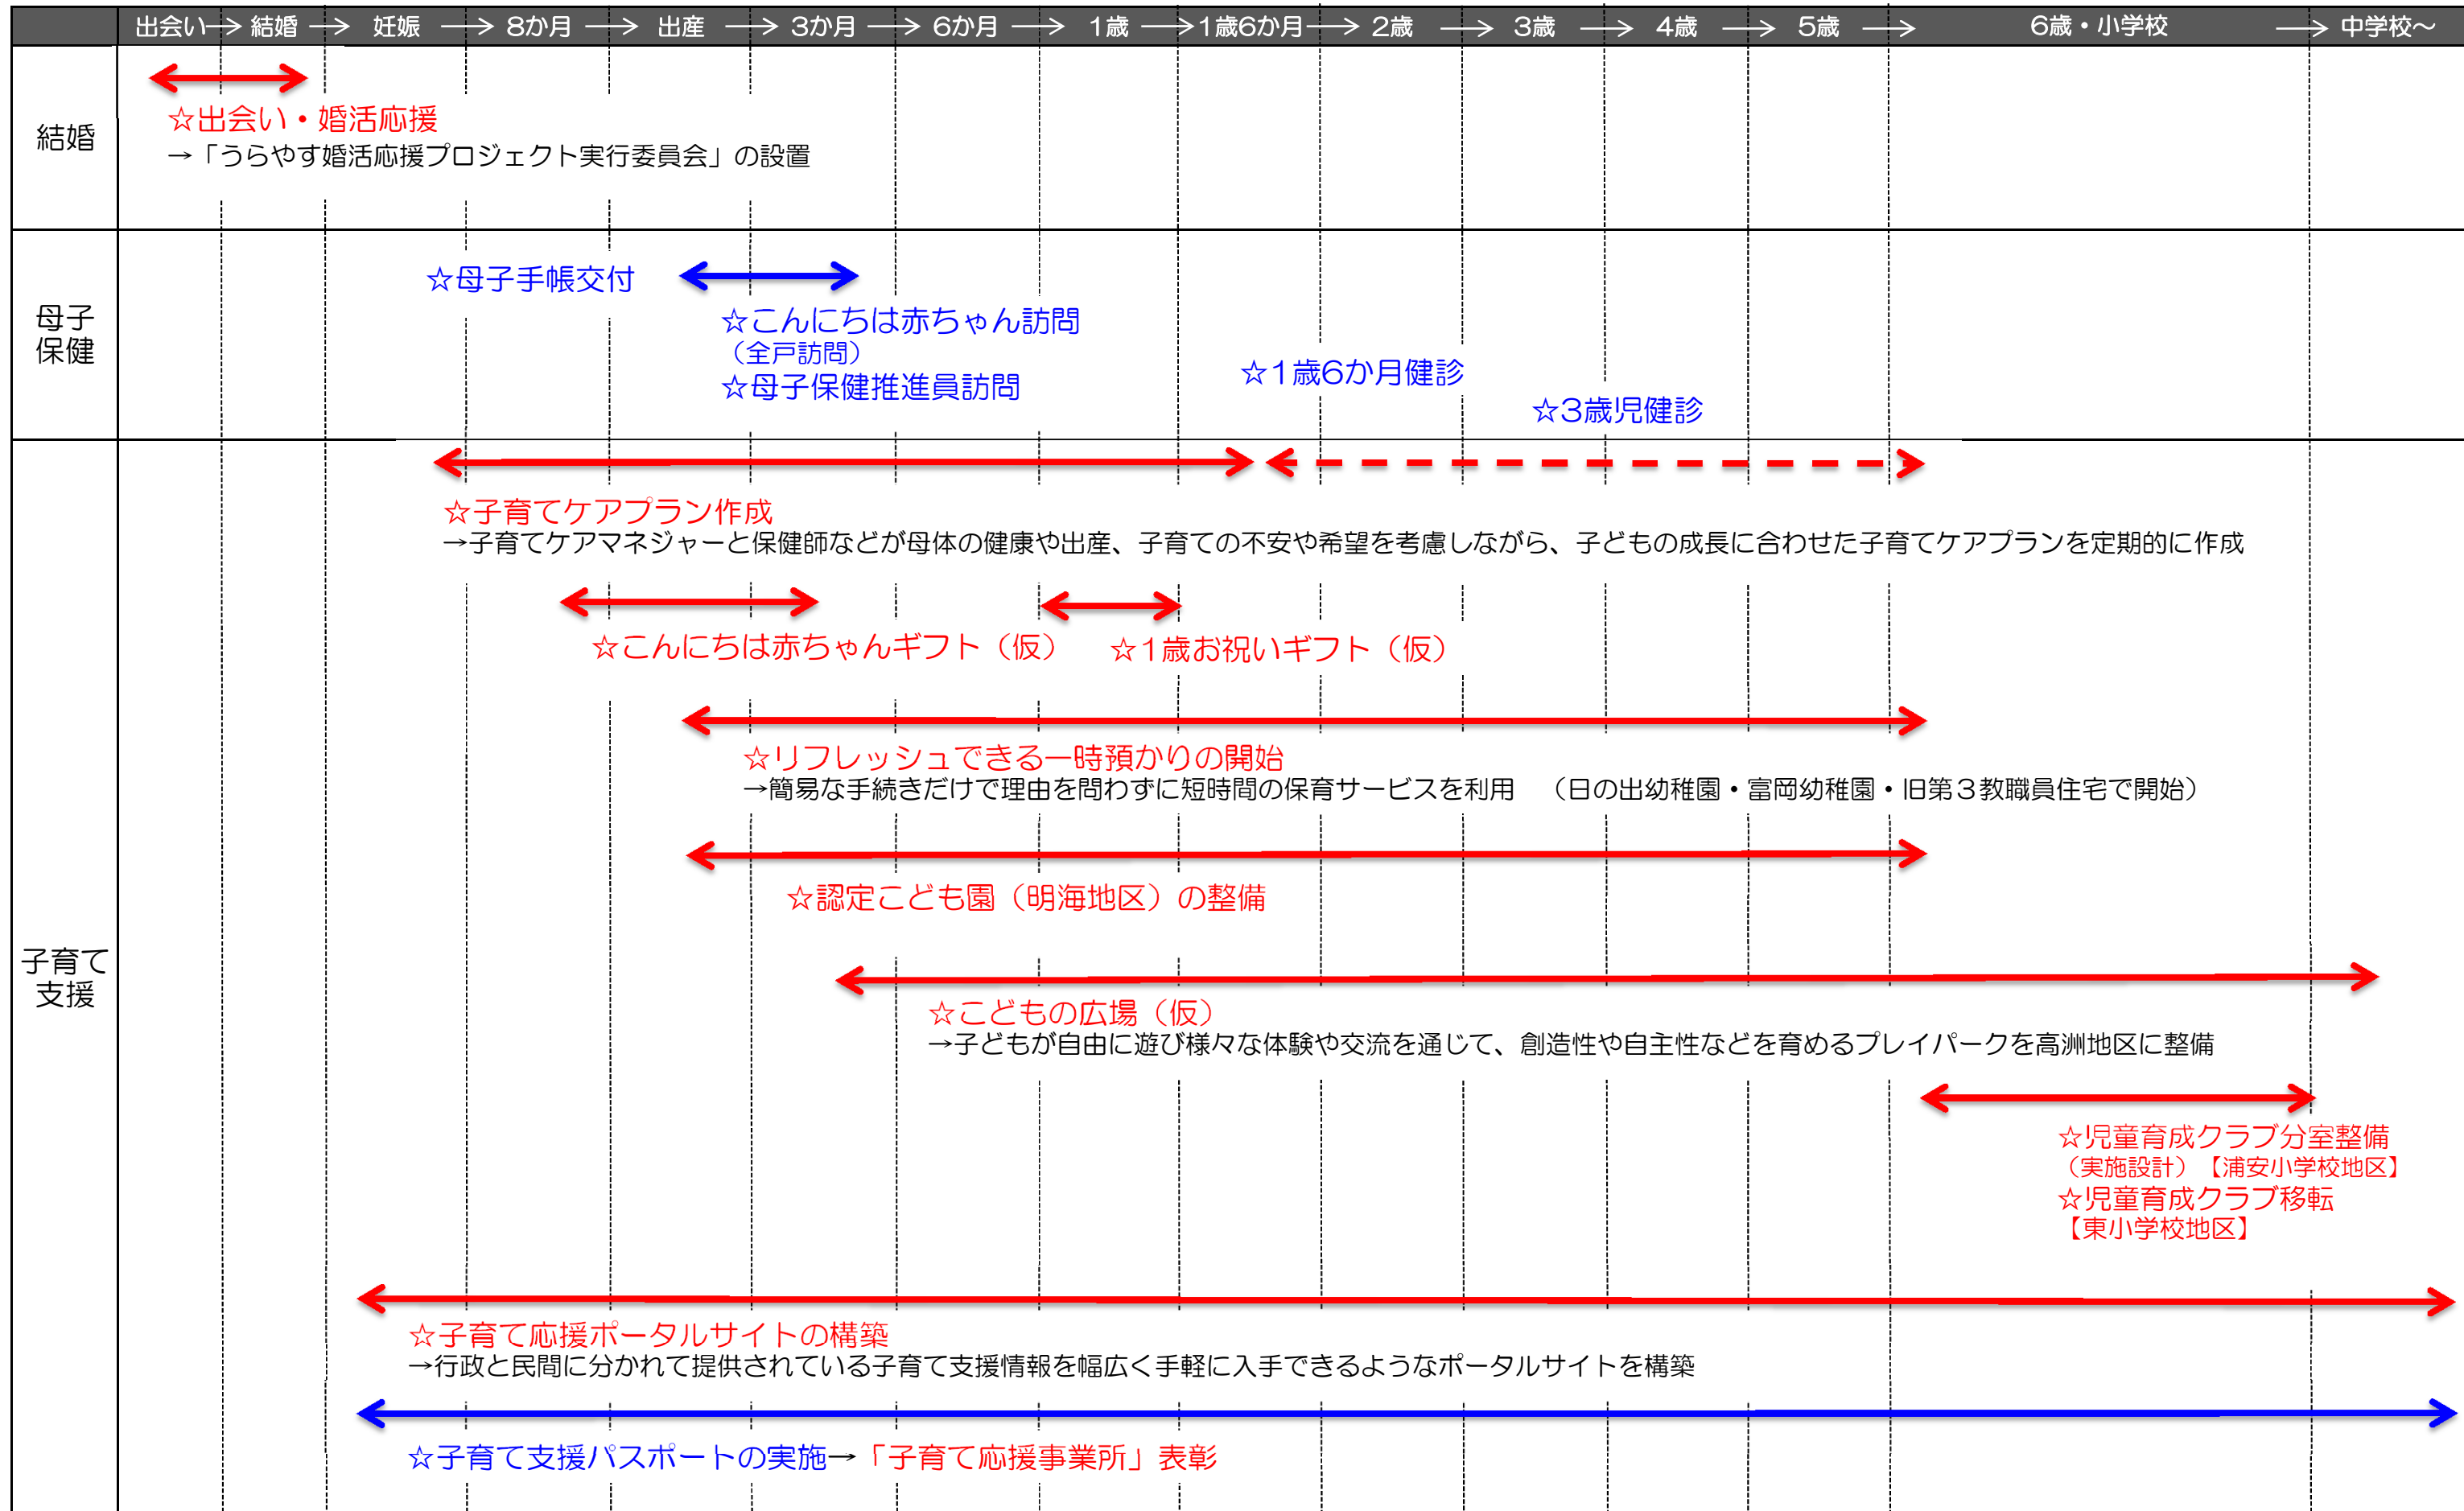 出会い→結婚→妊娠→8か月→出産→3か月→6か月→1歳→1歳6か月→2歳→3歳→4歳→5歳→6歳・小学校→中学校～
結婚
☆出会い・婚活応援
→「うらやす婚活応援プロジェクト実行委員会」の設置
母子
保健
☆母子手帳交付
☆こんにちは赤ちゃん訪問
（全戸訪問）
☆母子保健推進員訪問
☆1歳6か月健診
☆3歳児健診
子育て
支援
☆子育てケアプラン作成
→子育てケアマネジャーと保健師などが母体の健康や出産、子育ての不安や希望を考慮しながら、子どもの成長に合わせた子育てケアプランを定期的に作成
☆こんにちは赤ちゃんギフト（仮）
☆1歳お祝いギフト（仮）
☆リフレッシュできる一時預かりの開始
→簡易な手続きだけで理由を問わずに短時間の保育サービスを利用　（日の出幼稚園・富岡幼稚園・旧第３教職員住宅で開始）
☆認定こども園（明海地区）の整備
☆こどもの広場（仮）
→子どもが自由に遊び様々な体験や交流を通じて、創造性や自主性などを育めるプレイパークを高洲地区に整備
☆児童育成クラブ分室整備
（実施設計）【浦安小学校地区】
☆児童育成クラブ移転
【東小学校地区】
☆子育て応援ポータルサイトの構築
→行政と民間に分かれて提供されている子育て支援情報を幅広く手軽に入手できるようなポータルサイトを構築
☆子育て支援パスポートの実施→「子育て応援事業所」表彰